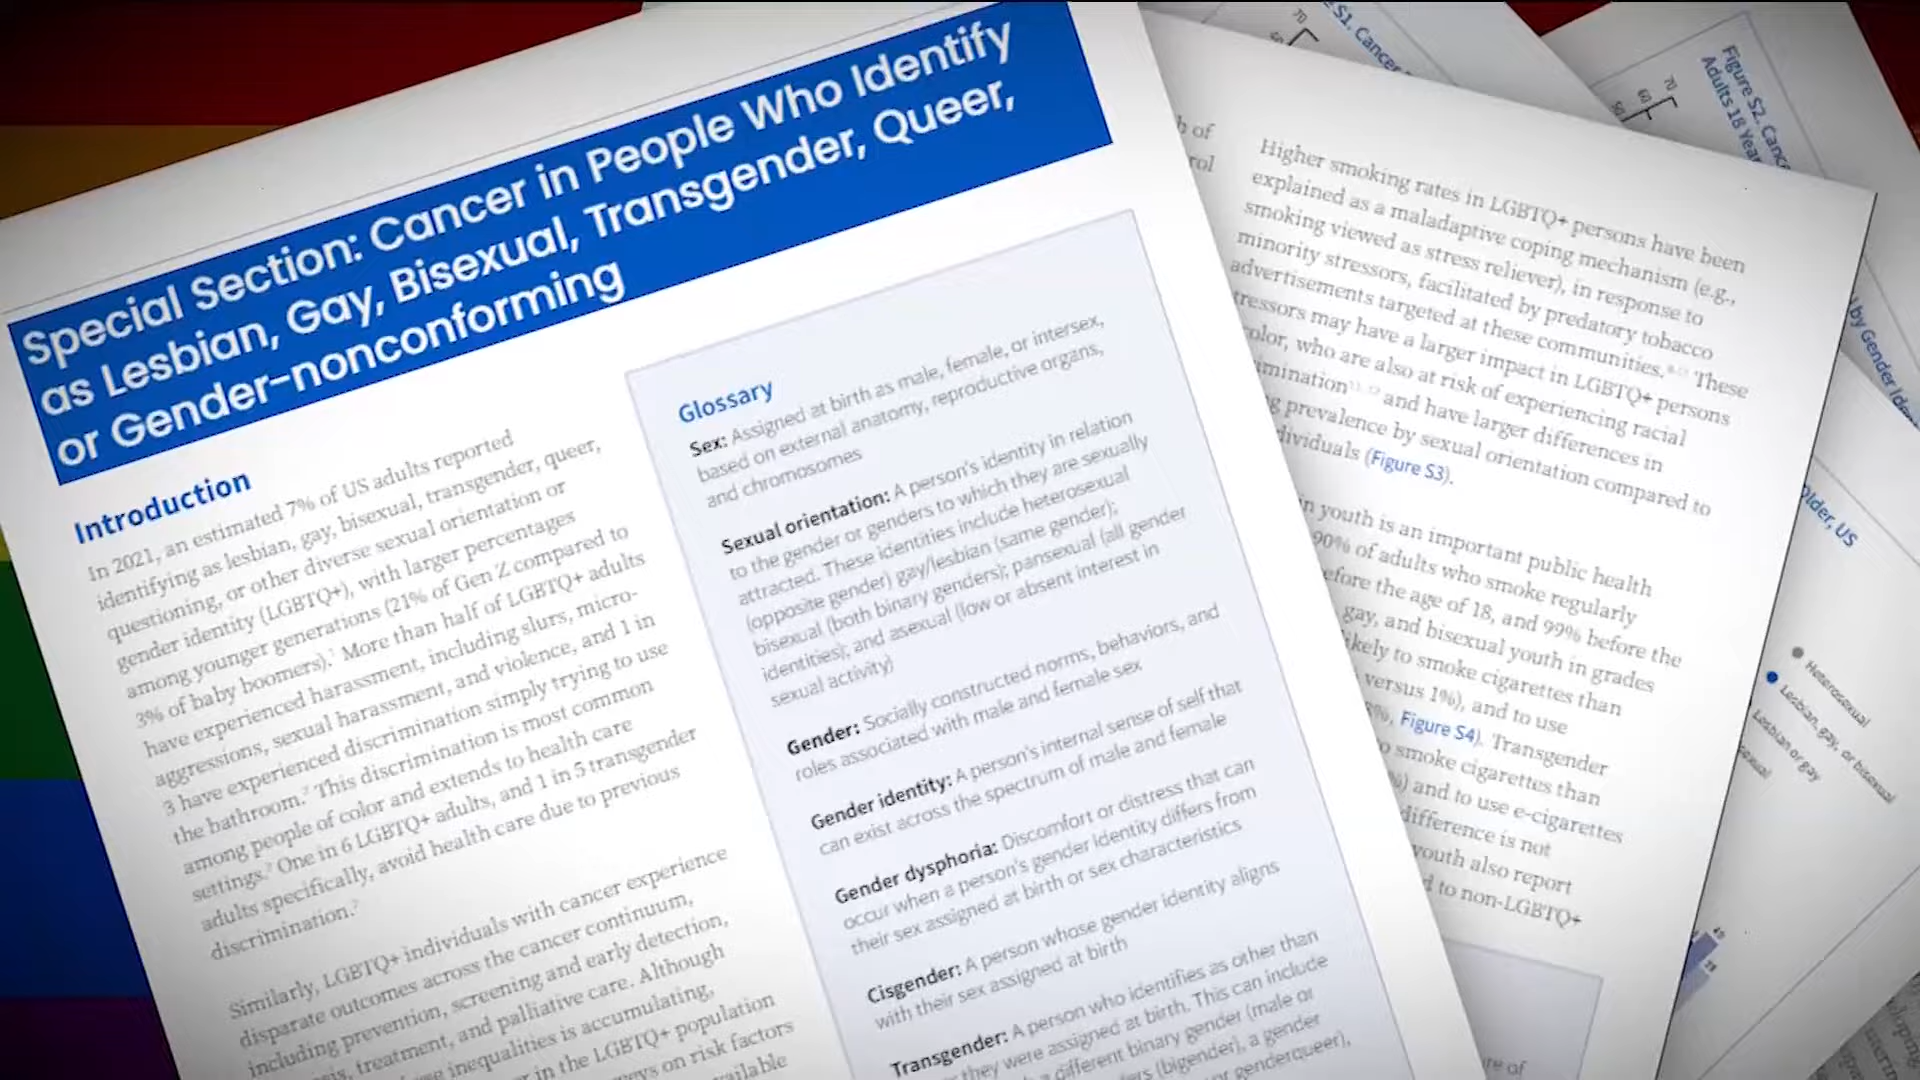 Special Section: Cancer in People Who Identify
as Lesbian, Gay, Bisexual, Transgender, Queer,
or Gender-nonconforming
Introduction
In 2021, an estimated 7% of US adults reported
identifying as lesbian, gay, bisexual, transgender, queer,
questioning, or other diverse sexual orientation or
gender identity (LGBTQ+), with larger percentages
among younger generations (21% of Gen Z compared to
3% of baby boomers). More than half of LGBTQ+ adults
have experienced harassment, including slurs, micro-
aggressions, sexual harassment, and violence, and 1 in
3 have experienced discrimination simply trying to use
the bathroom. This discrimination is most common
among people of color and extends to health care
settings. One in 6 LGBTQ+ adults, and 1 in 5 transgender
adults specifically, avoid health care due to previous
discrimination.
Similarly, LGBTQ+ individuals with cancer experience
disparate outcomes across the cancer continuum,
including prevention, screening and early detection,
treatment, and palliative care. Although
inequalities is accumulating,
in the LGBTQ+ population
on risk factors
Glossary
Sex: Assigned at birth as male, female, or intersex,
based on external anatomy, reproductive organs,
and chromosomes
Sexual orientation: A person's identity in relation
to the gender or genders to which they are sexually
attracted. These identities include heterosexual
(opposite gender) gay/lesbian (same gender);
bisexual (both binary genders); pansexual (all gender
identities); and asexual (low or absent interest in
sexual activity)
Gender: Socially constructed norms, behaviors, and
roles associated with male and female sex
Gender identity: A person's internal sense of self that
can exist across the spectrum of male and female
Gender dysphoria: Discomfort or distress that can
occur when a person's gender identity differs from
their sex assigned at birth or sex characteristics
Cisgender: A person whose gender identity aligns
with their sex assigned at birth
Transgender: A person who identifies as other than
they were assigned at birth. This can include
a different binary gender (male or
(bigender), a gender
genderqueer),
of
Higher smoking rates in LGBTQ+ persons have been
explained as a maladaptive coping mechanism (e.g.,
smoking viewed as stress reliever), in response to
minority stressors, facilitated by predatory tobacco
advertisements targeted at these communities. These
may have a larger impact in LGBTQ+ persons
who are also at risk of experiencing racial
and have larger differences in
prevalence by sexual orientation compared to
(Figure S3).
in youth is an important public health
90% of adults who smoke regularly
the age of 18, and 99% before the
gay, and bisexual youth in grades
to smoke cigarettes than
versus 1%), and to use
Figure S4). Transgender
smoke cigarettes than
and to use e-cigarettes
difference is not
youth also report
to non-LGBTQ+
of
S1. Cancer
70
Figure S2.
Adults 18
70
60
50
by Gender
US
Heterosexual
Lesbian, gay, or bisexual
Lesbian or gay